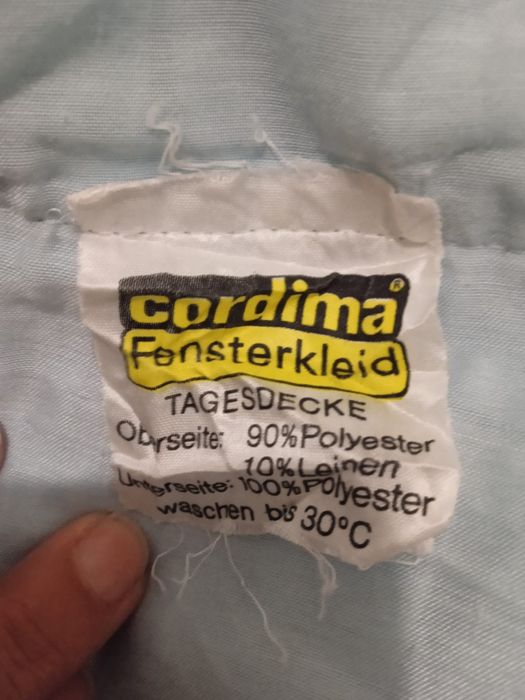 cordima®
Fensterkleid
TAGESDECKE
Oberseite: 90%Polyester
10%Leinen
Unterseite: 100%Polyester
waschen bis 30°C